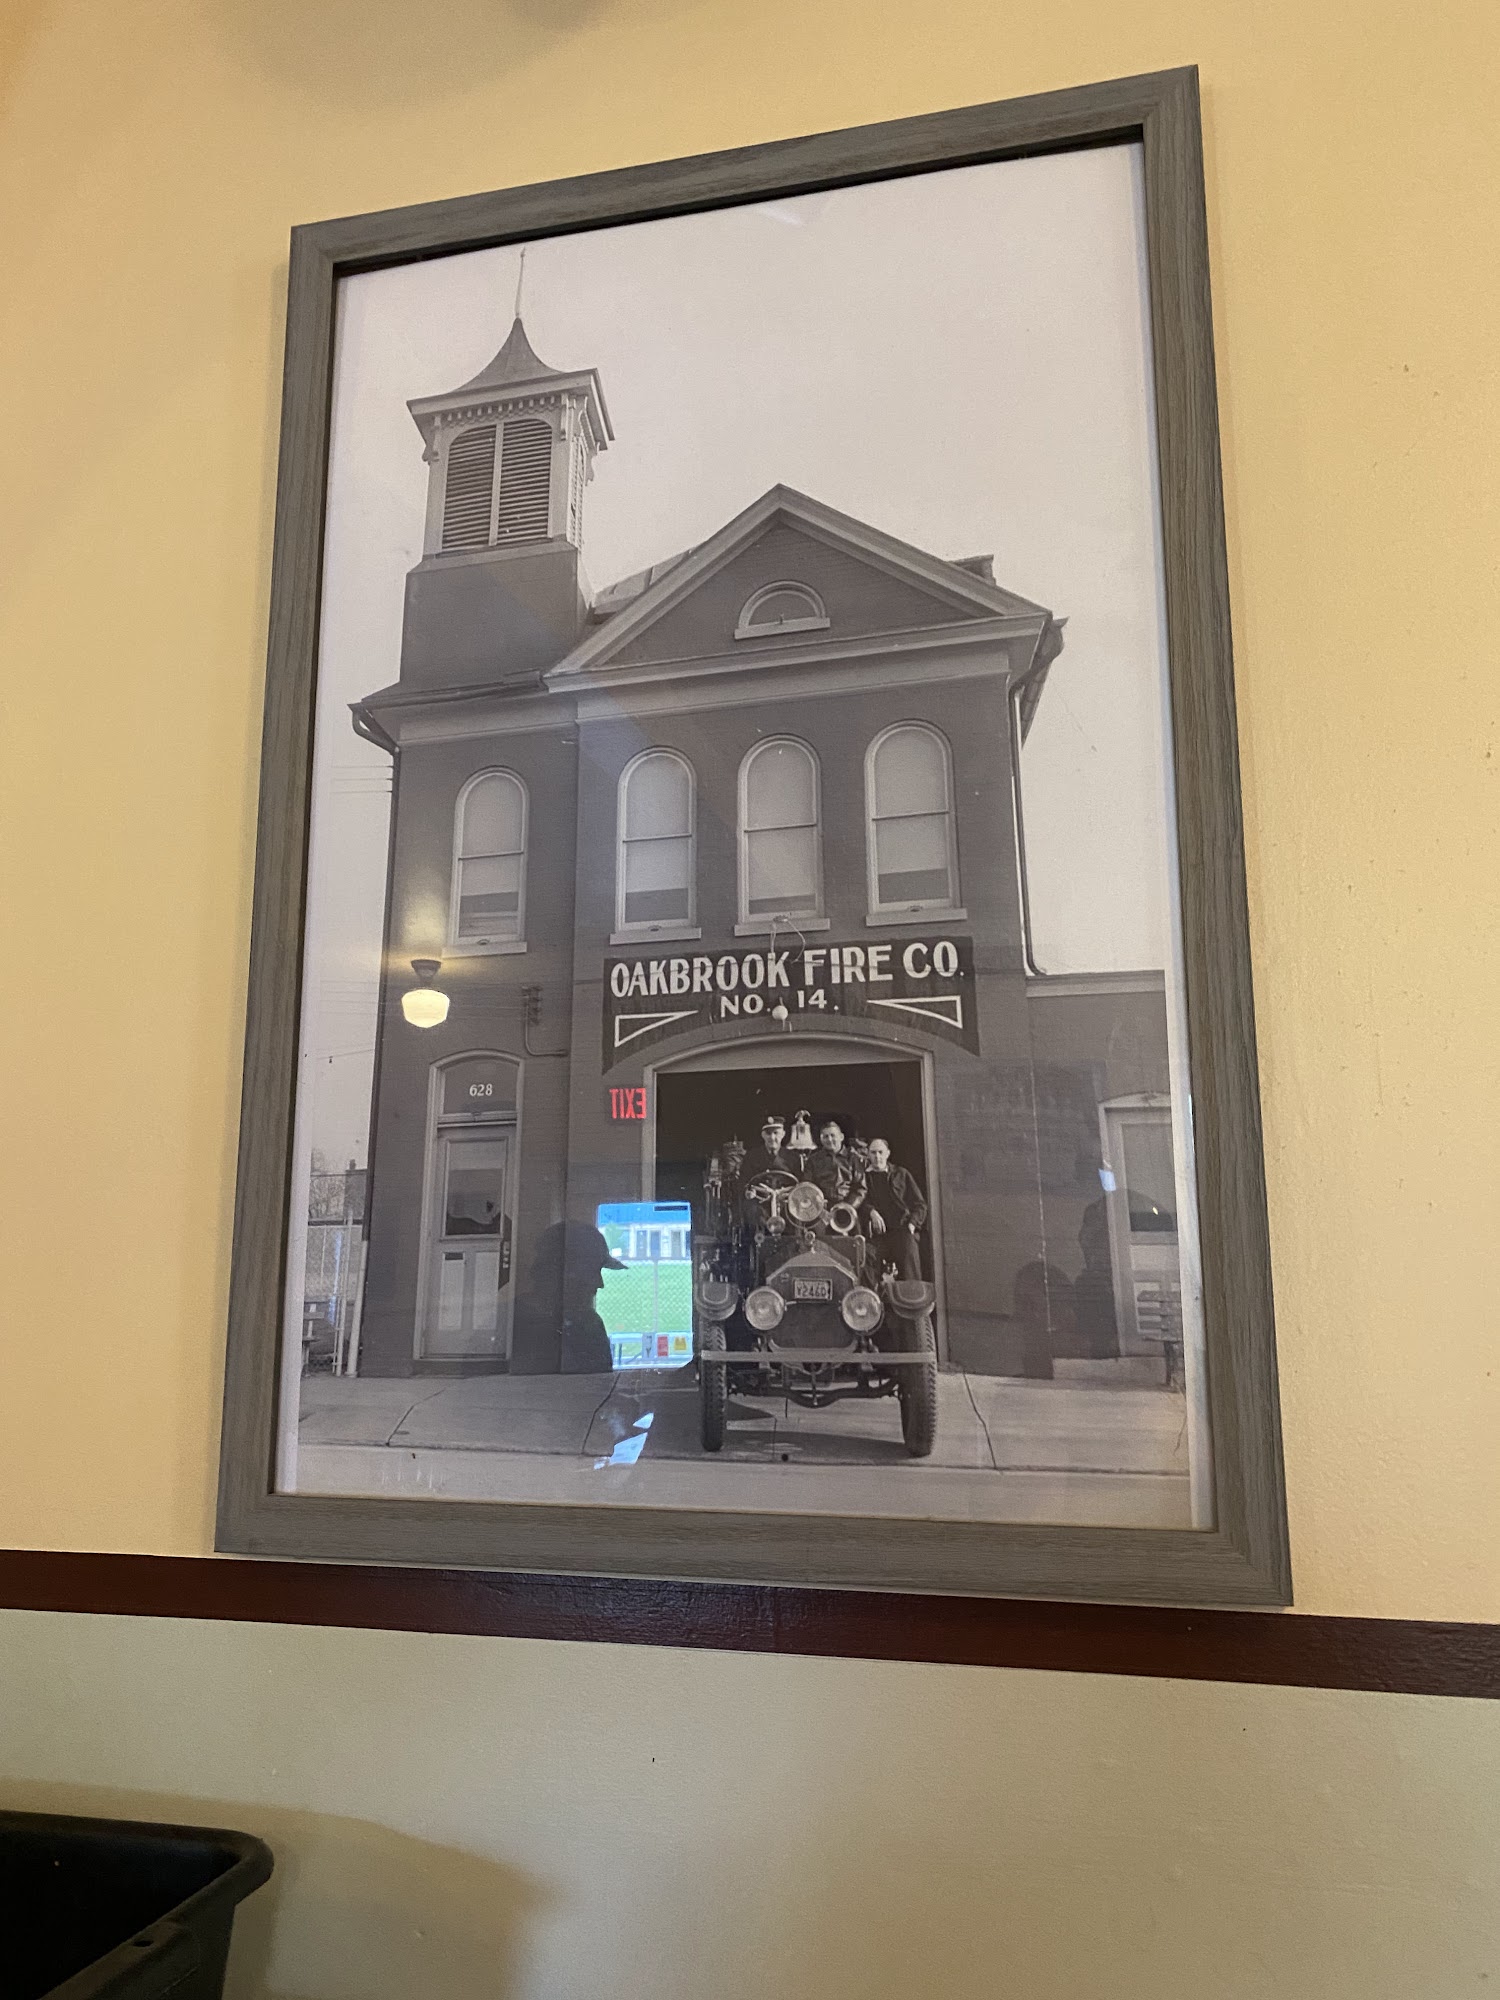 OAKBROOK FIRE CO.
NO. 14.
628
EXIT